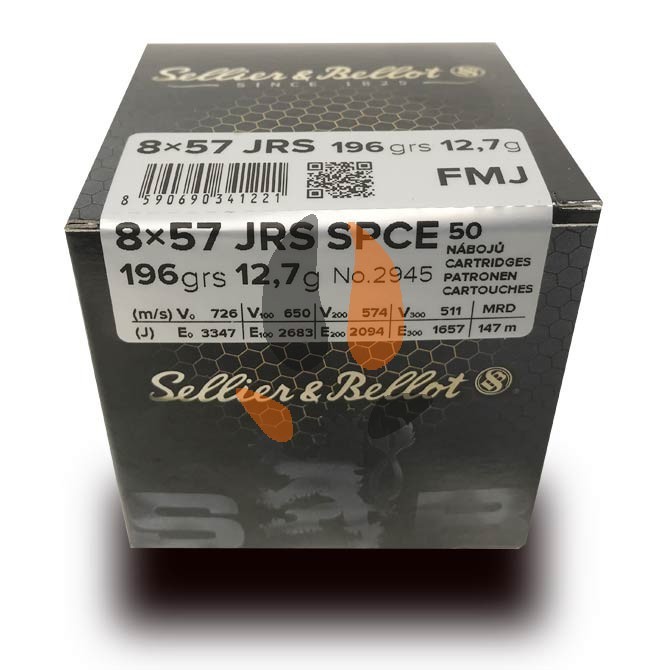 Sellier & Bellot
SINCE 1825
8×57 JRS 196 grs 12,7g
FMJ
8 590690 341221
8×57 JRS SPCE 50
NÁBOJŮ
CARTRIDGES
PATRONEN
CARTOUCHES
196grs 12,7g No.2945
(m/s) V0 726 V100 650 V200 574 V300 511 MRD
(J) E0 3347 E100 2683 E200 2094 E300 1657 147 m
Sellier & Bellot